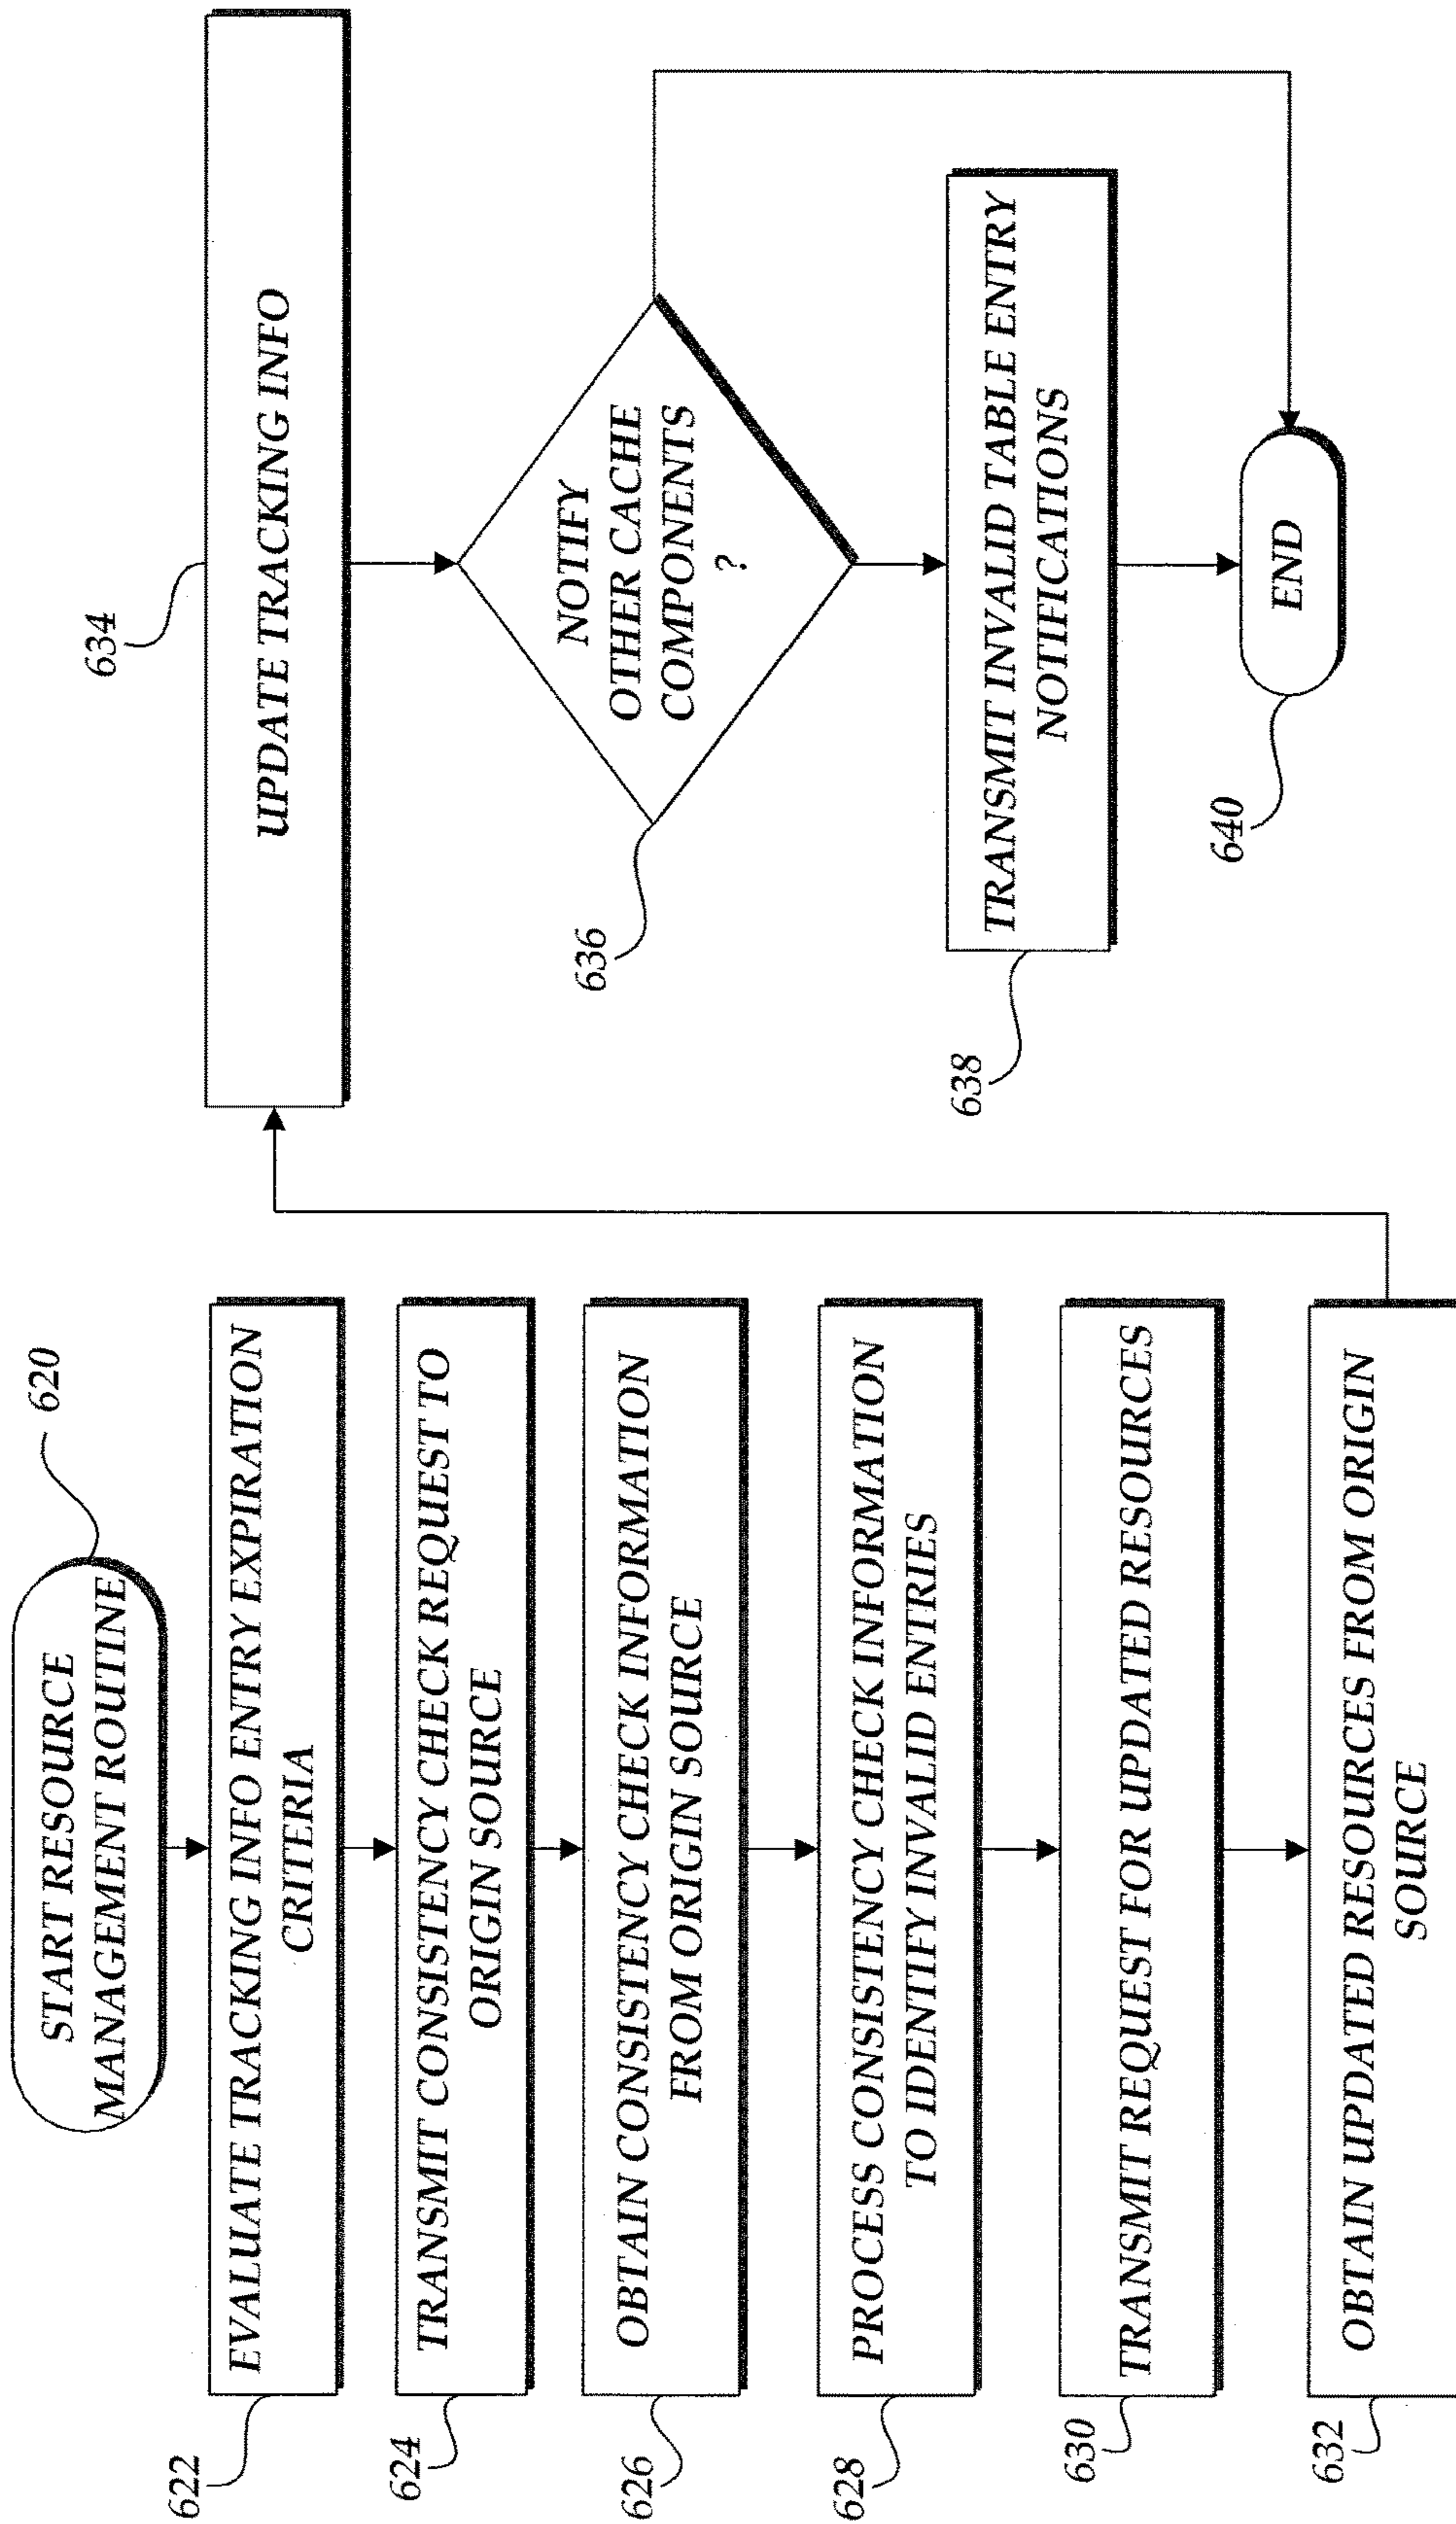 START RESOURCE
MANAGEMENT ROUTINE
620
EVALUATE TRACKING INFO ENTRY EXPIRATION
CRITERIA
622
TRANSMIT CONSISTENCY CHECK REQUEST TO
ORIGIN SOURCE
624
OBTAIN CONSISTENCY CHECK INFORMATION
FROM ORIGIN SOURCE
626
PROCESS CONSISTENCY CHECK INFORMATION
TO IDENTIFY INVALID ENTRIES
628
TRANSMIT REQUEST FOR UPDATED RESOURCES
630
OBTAIN UPDATED RESOURCES FROM ORIGIN
SOURCE
632
634
UPDATE TRACKING INFO
NOTIFY
OTHER CACHE
COMPONENTS
?
636
TRANSMIT INVALID TABLE ENTRY
NOTIFICATIONS
638
END
640